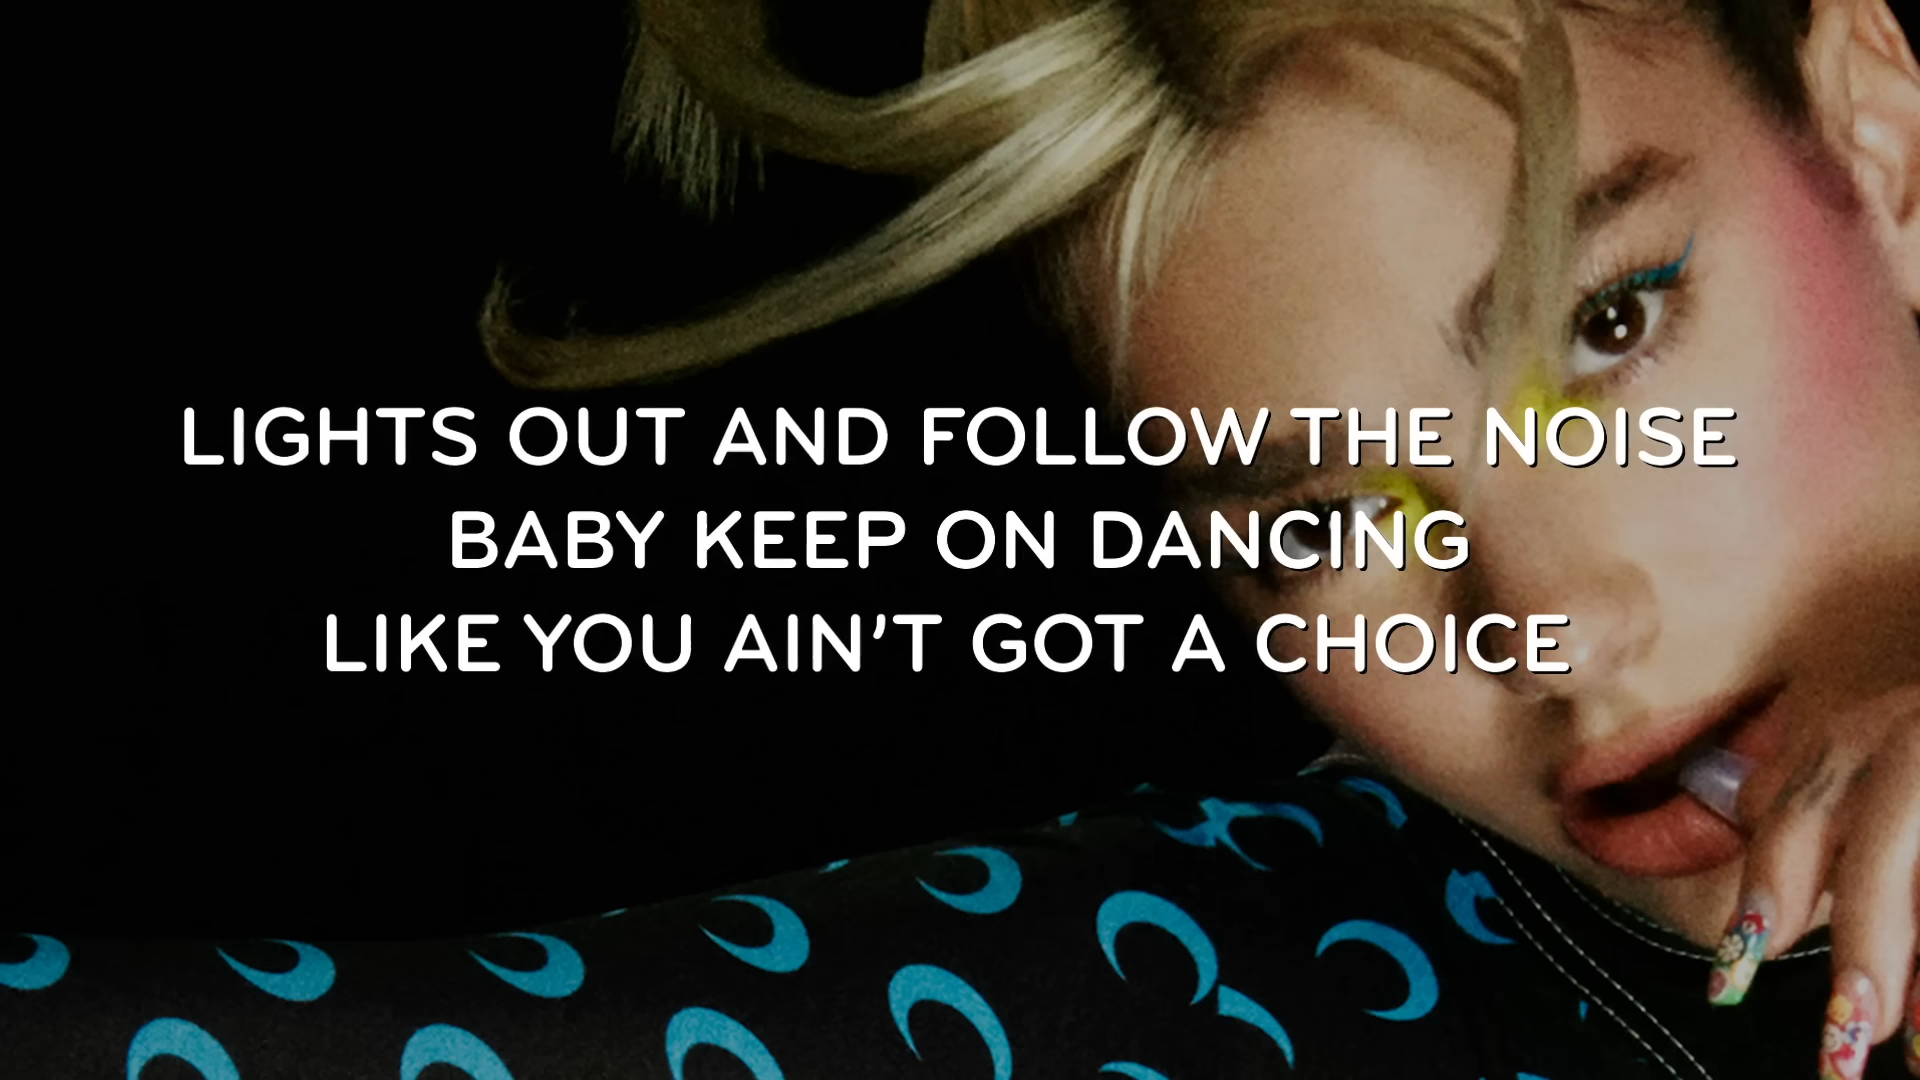 LIGHTS OUT AND FOLLOW THE NOISE
BABY KEEP ON DANCING
LIKE YOU AIN'T GOT A CHOICE